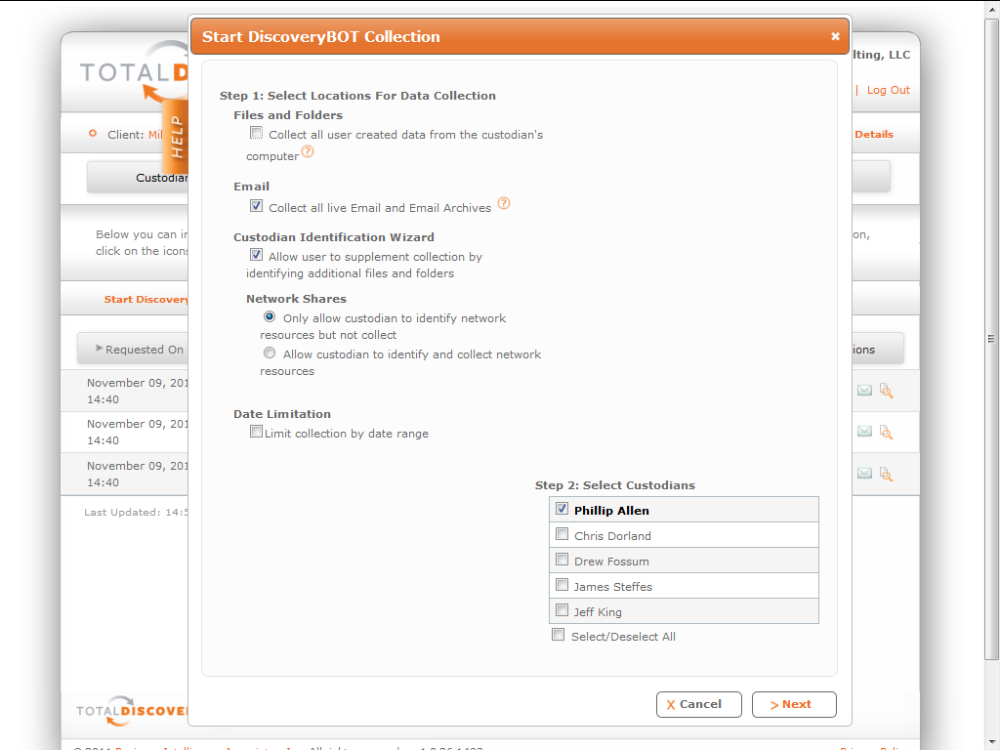 Start DiscoveryBOT Collection
TOTAL
lting, LLC
| Log Out
HELP
Client:
Details
Step 1: Select Locations For Data Collection
Files and Folders
Collect all user created data from the custodian's
computer ?
Email
Collect all live Email and Email Archives ?
Custodian Identification Wizard
Allow user to supplement collection by
identifying additional files and folders
Network Shares
Only allow custodian to identify network
resources but not collect
Allow custodian to identify and collect network
resources
Date Limitation
Limit collection by date range
Step 2: Select Custodians
Phillip Allen
Chris Dorland
Drew Fossum
James Steffes
Jeff King
Select/Deselect All
X Cancel
> Next
Custodian
Below you can
on,
click on the icons
Start Discovery
Requested On
ions
November 09, 201
14:40
November 09, 201
14:40
November 09, 201
14:40
Last Updated: 14:5
TOTALDISCOVE